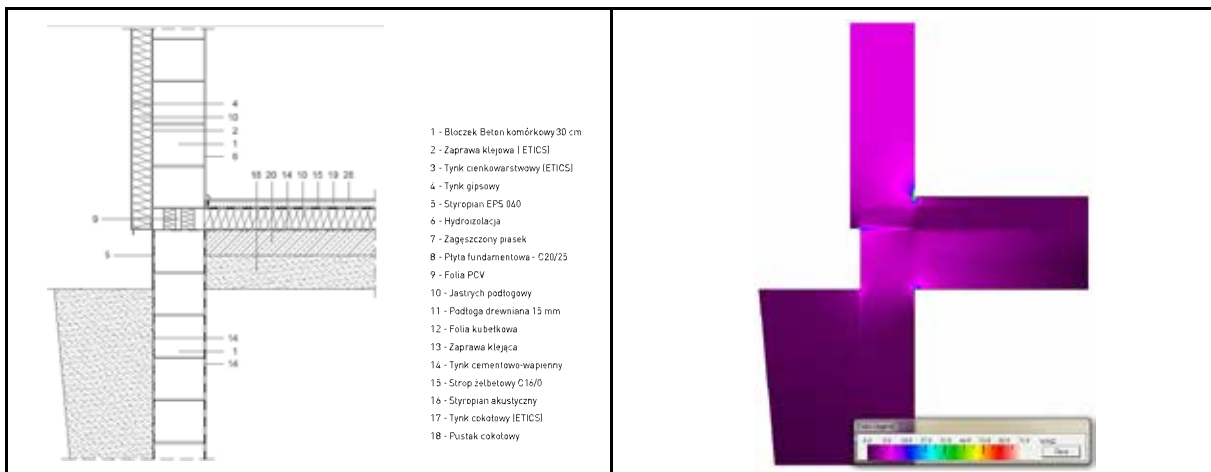 4
10
2
1
6
18 20 14 10 15 19 28
9
5
14
1
14
1 - Bloczek Beton komórkowy 30 cm
2 - Zaprawa klejowa ( ETICS)
3 - Tynk cienkowarstwowy (ETICS)
4 - Tynk gipsowy
5 - Styropian EPS 040
6 - Hydroizolacja
7 - Zagęszczony piasek
8 - Płyta fundamentowa - C20/25
9 - Folia PCV
10 - Jastrych podłogowy
11 - Podłoga drewniana 15 mm
12 - Folia kubełkowa
13 - Zaprawa klejąca
14 - Tynk cementowo-wapienny
15 - Strop żelbetowy C16/0
16 - Styropian akustyczny
17 - Tynk cokołowy (ETICS)
18 - Pustak cokołowy